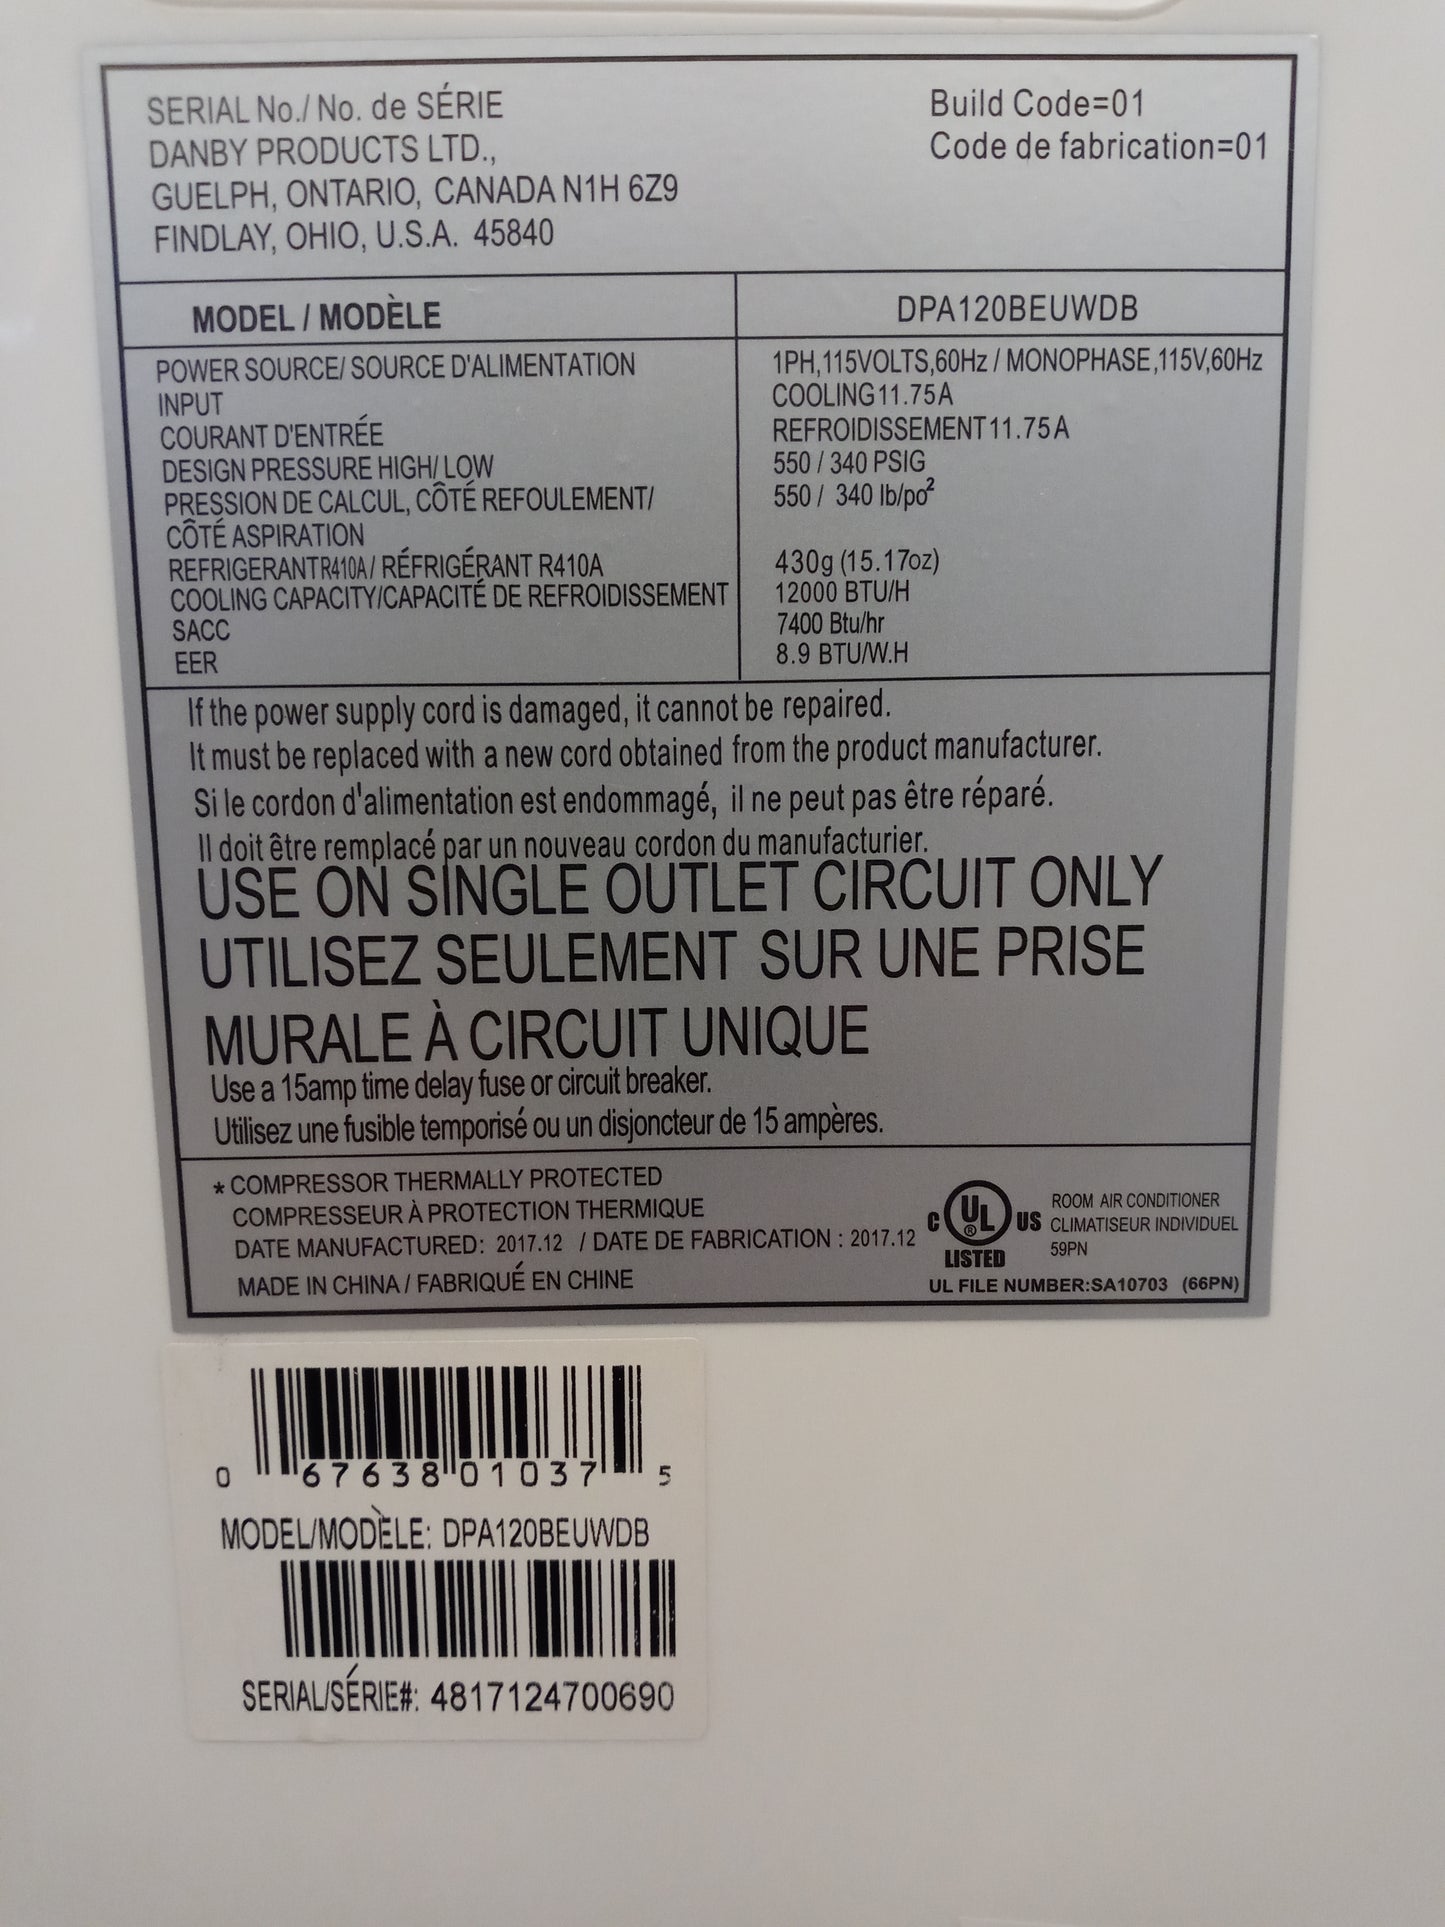 SERIAL No./ No. de SÉRIE
DANBY PRODUCTS LTD.,
GUELPH, ONTARIO, CANADA N1H 6Z9
FINDLAY, OHIO, U.S.A. 45840
Build Code=01
Code de fabrication=01
MODEL / MODÈLE DPA120BEUWDB
POWER SOURCE/ SOURCE D'ALIMENTATION 1PH,115VOLTS,60Hz / MONOPHASE,115V,60Hz
INPUT COOLING 11.75A
COURANT D'ENTRÉE REFROIDISSEMENT 11.75A
DESIGN PRESSURE HIGH/ LOW 550 / 340 PSIG
PRESSION DE CALCUL, CÔTÉ REFOULEMENT/ 550 / 340 lb/po²
CÔTÉ ASPIRATION
REFRIGERANT R410A / RÉFRIGÉRANT R410A 430g (15.17oz)
COOLING CAPACITY/CAPACITÉ DE REFROIDISSEMENT 12000 BTU/H
SACC 7400 Btu/hr
EER 8.9 BTU/W.H
If the power supply cord is damaged, it cannot be repaired.
It must be replaced with a new cord obtained from the product manufacturer.
Si le cordon d'alimentation est endommagé, il ne peut pas être réparé.
Il doit être remplacé par un nouveau cordon du manufacturier.
USE ON SINGLE OUTLET CIRCUIT ONLY
UTILISEZ SEULEMENT SUR UNE PRISE
MURALE À CIRCUIT UNIQUE
Use a 15amp time delay fuse or circuit breaker.
Utilisez une fusible temporisé ou un disjoncteur de 15 ampères.
* COMPRESSOR THERMALLY PROTECTED
COMPRESSEUR À PROTECTION THERMIQUE
DATE MANUFACTURED: 2017.12 / DATE DE FABRICATION : 2017.12
MADE IN CHINA / FABRIQUÉ EN CHINE
C UL ® US
LISTED
ROOM AIR CONDITIONER
CLIMATISEUR INDIVIDUEL
59PN
UL FILE NUMBER:SA10703 (66PN)
0 67638 01037 5
MODEL/MODÈLE: DPA120BEUWDB
SERIAL/SÉRIE#: 4817124700690